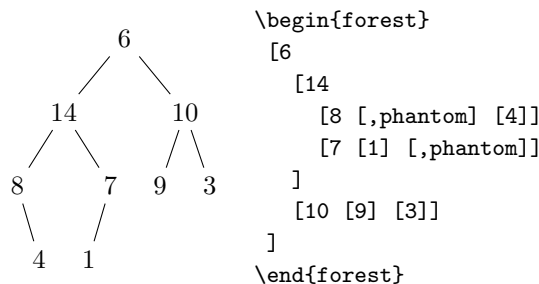 6
14 10
8 7 9 3
4 1
\begin{forest}
[6
[14
[8 [,phantom] [4]]
[7 [1] [,phantom]]
]
[10 [9] [3]]
]
\end{forest}